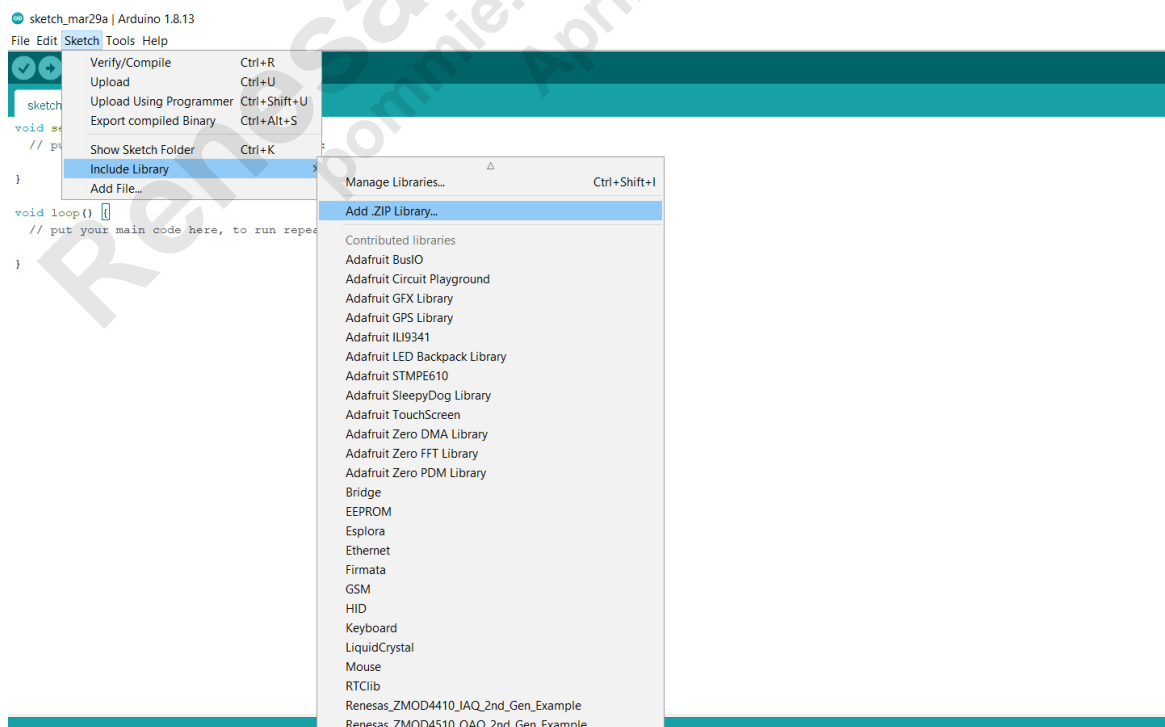 sketch_mar29a | Arduino 1.8.13
File Edit Sketch Tools Help
Verify/Compile Ctrl+R
Upload Ctrl+U
Upload Using Programmer Ctrl+Shift+U
Export compiled Binary Ctrl+Alt+S
Show Sketch Folder Ctrl+K
Include Library
Add File...
sketch
void se
// pu
}
void loop() {
// put your main code here, to run repea
}
Manage Libraries... Ctrl+Shift+I
Add .ZIP Library...
Contributed libraries
Adafruit BusIO
Adafruit Circuit Playground
Adafruit GFX Library
Adafruit GPS Library
Adafruit ILI9341
Adafruit LED Backpack Library
Adafruit STMPE610
Adafruit SleepyDog Library
Adafruit TouchScreen
Adafruit Zero DMA Library
Adafruit Zero FFT Library
Adafruit Zero PDM Library
Bridge
EEPROM
Esplora
Ethernet
Firmata
GSM
HID
Keyboard
LiquidCrystal
Mouse
RTClib
Renesas_ZMOD4410_IAQ_2nd_Gen_Example
Renesas_ZMOD4510_OAQ_2nd_Gen_Example
Renesa
pommie.
Apri